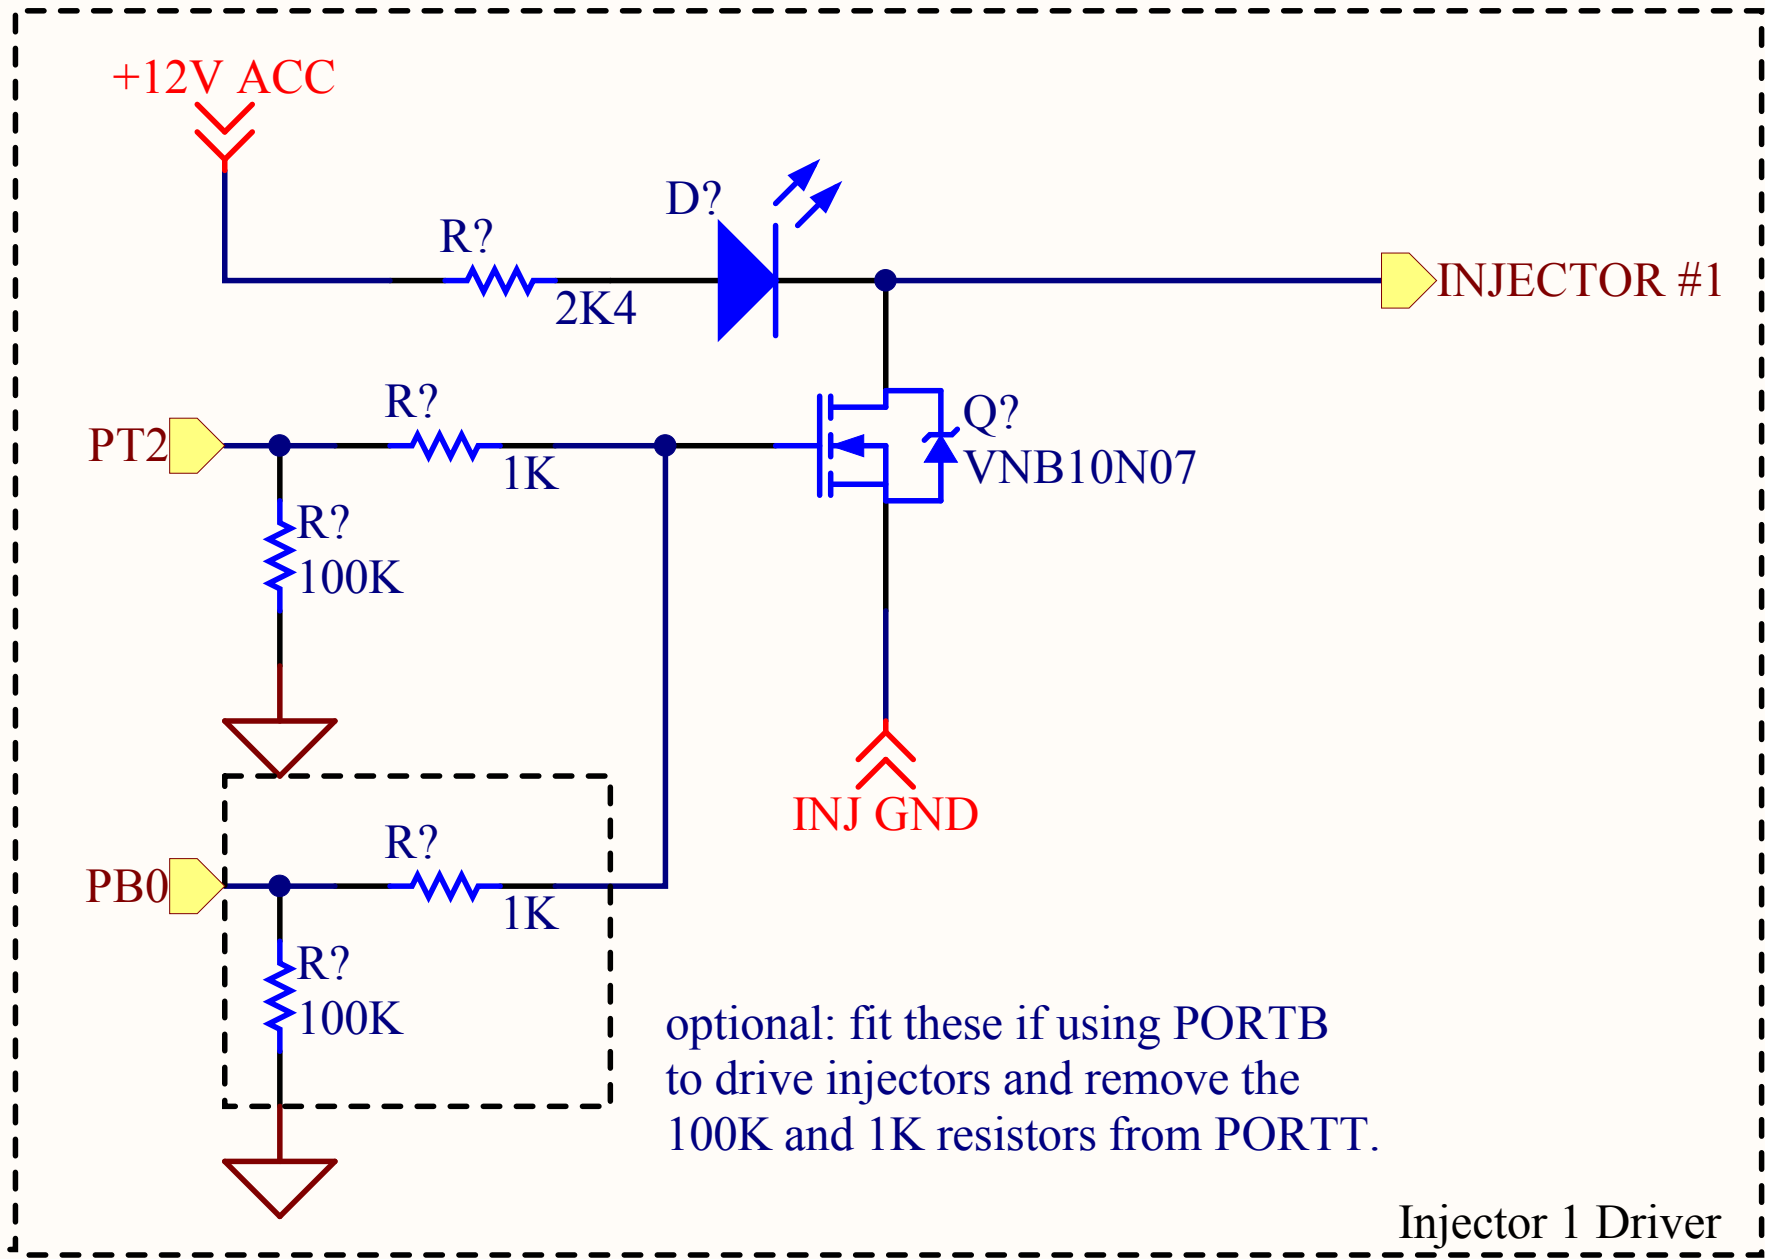 +12V ACC
D?
R?
2K4
INJECTOR #1
R?
PT2
1K
Q?
VNB10N07
R?
100K
INJ GND
R?
PB0
1K
R?
100K
optional: fit these if using PORTB
to drive injectors and remove the
100K and 1K resistors from PORTT.
Injector 1 Driver